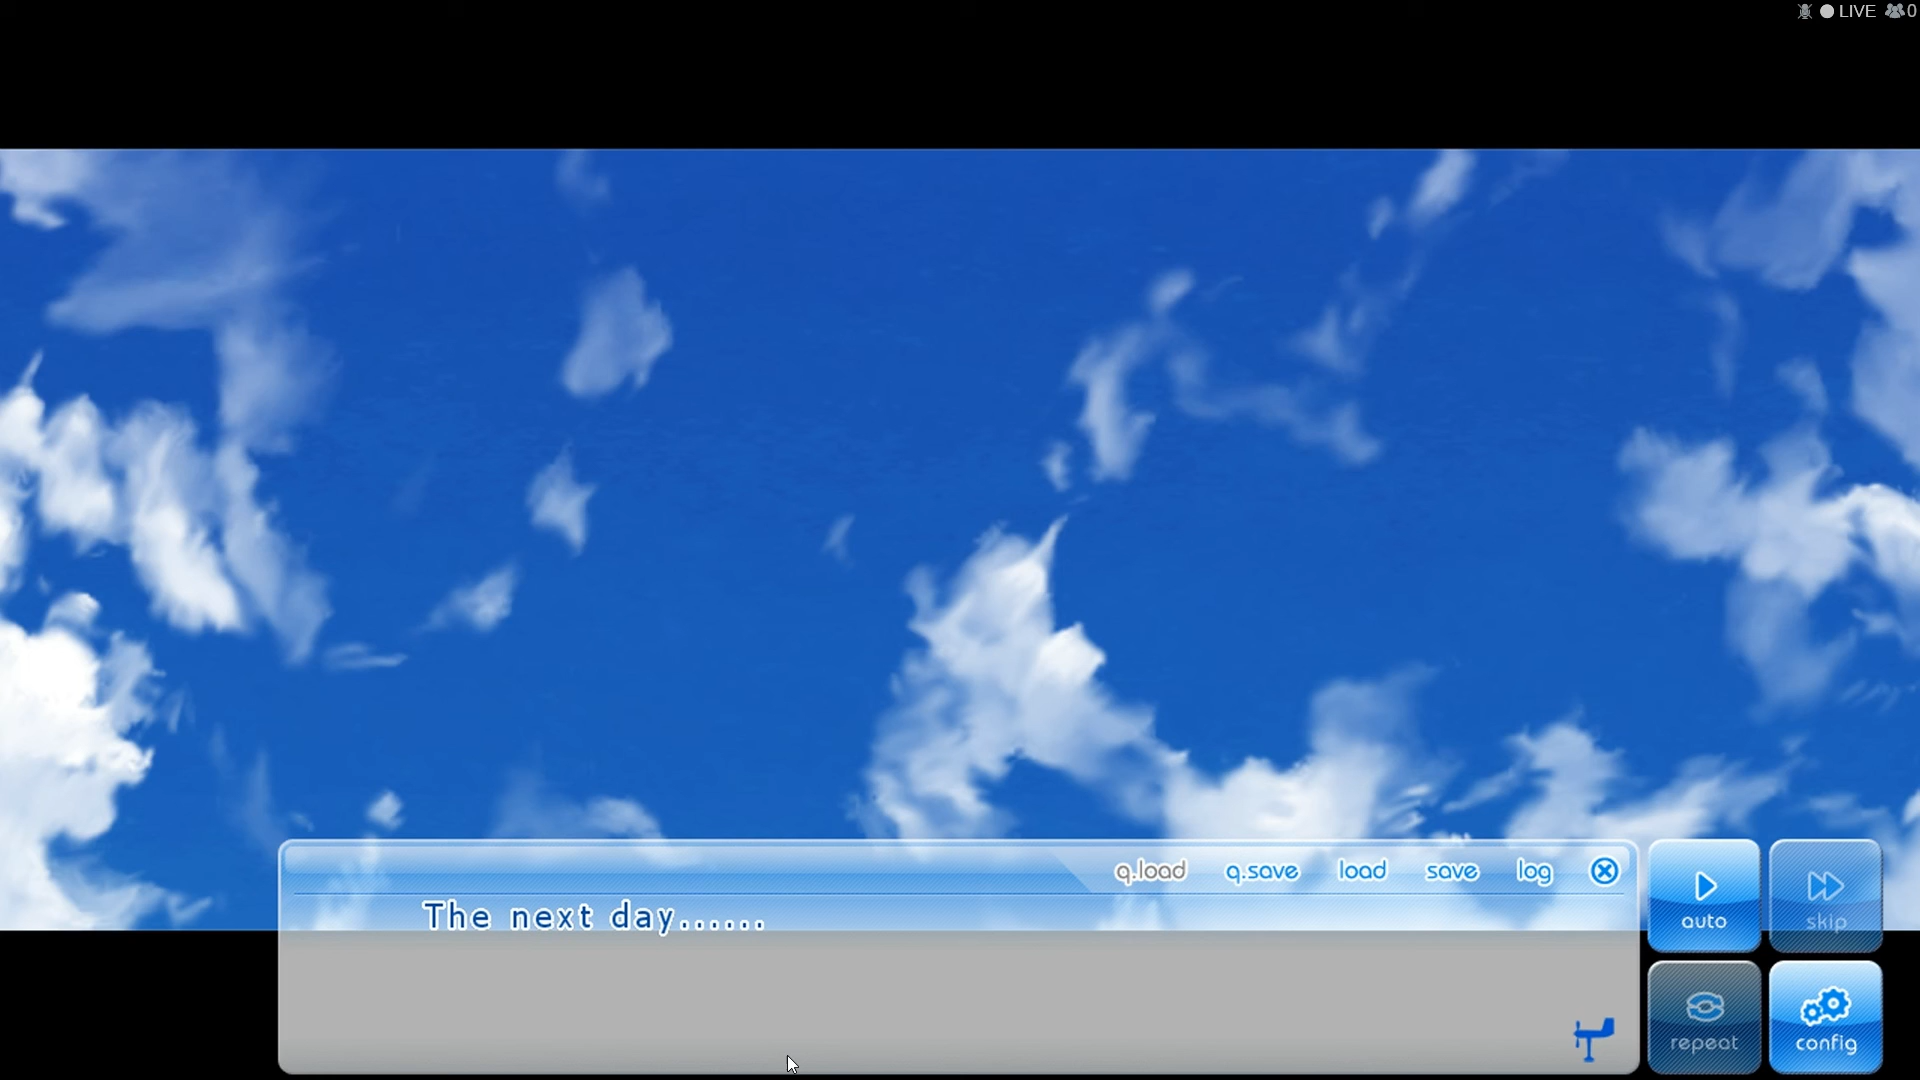 LIVE 0
q.load q.save load save log
The next day......
auto skip
repeat config